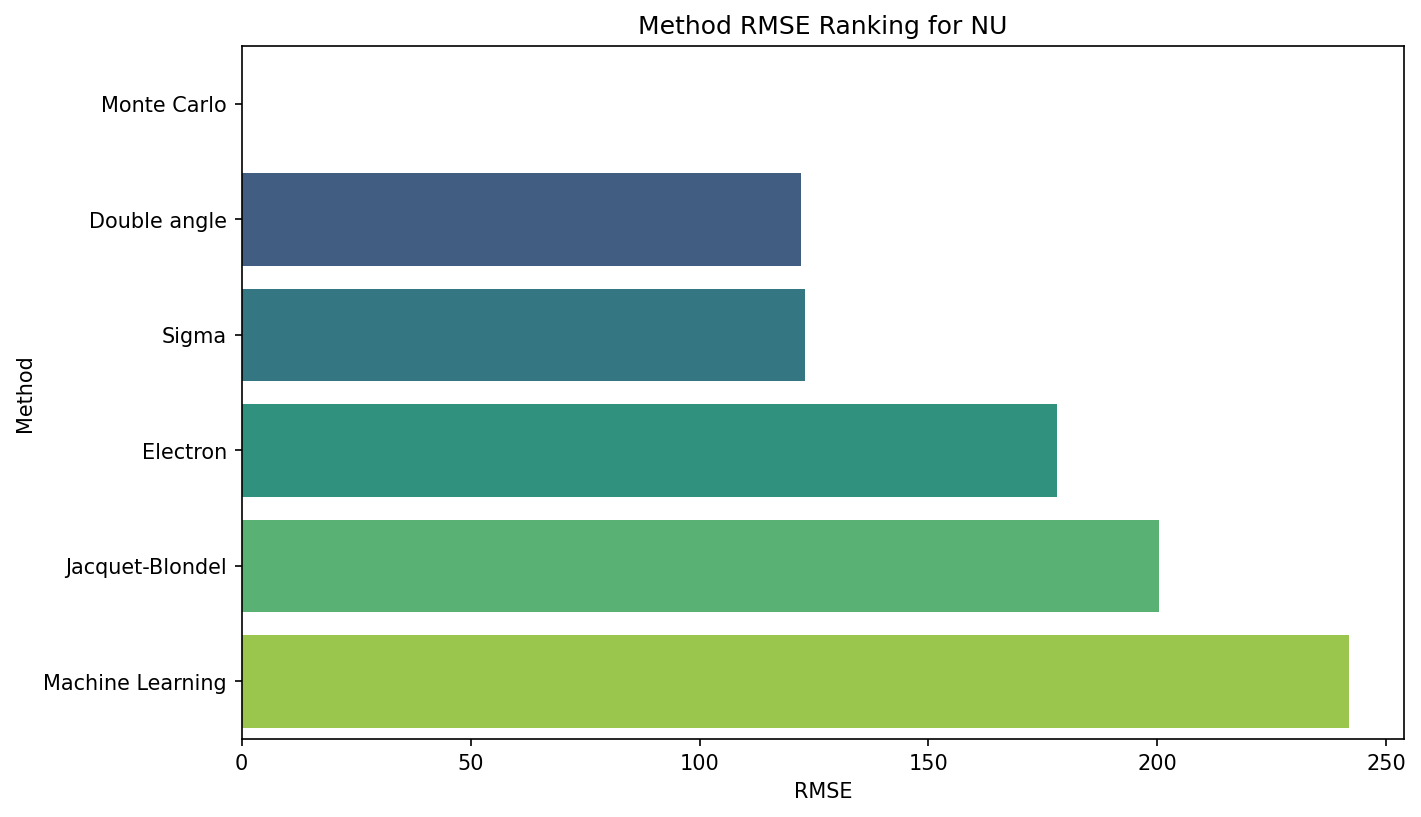 Method RMSE Ranking for NU
Monte Carlo
Double angle
Sigma
Electron
Jacquet-Blondel
Machine Learning
Method
0 50 100 150 200 250
RMSE